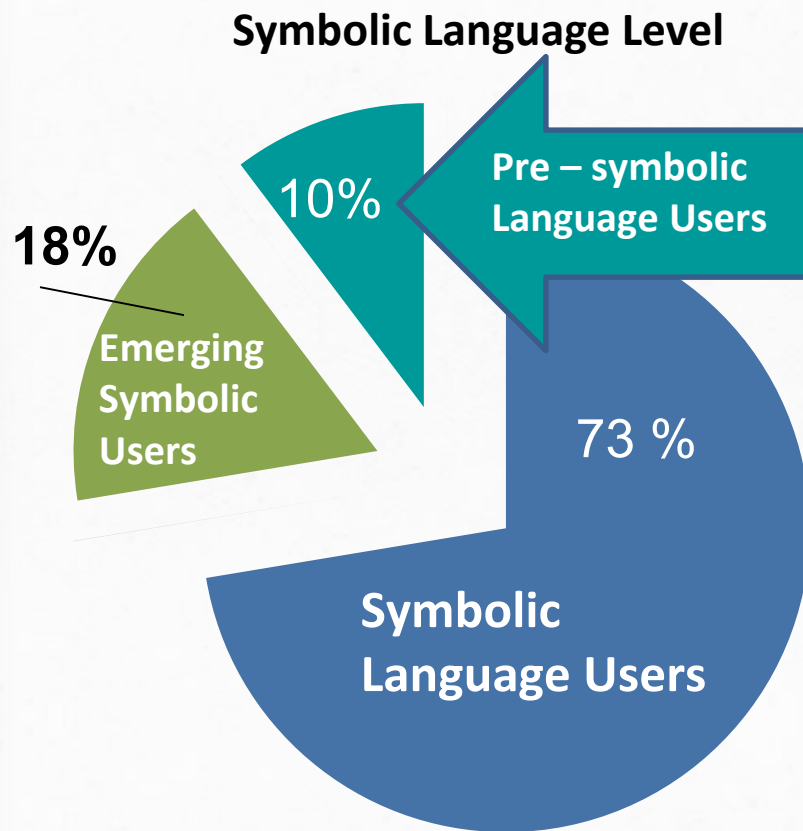 Symbolic Language Level
10%
Pre – symbolic
Language Users
18%
Emerging
Symbolic
Users
73 %
Symbolic
Language Users